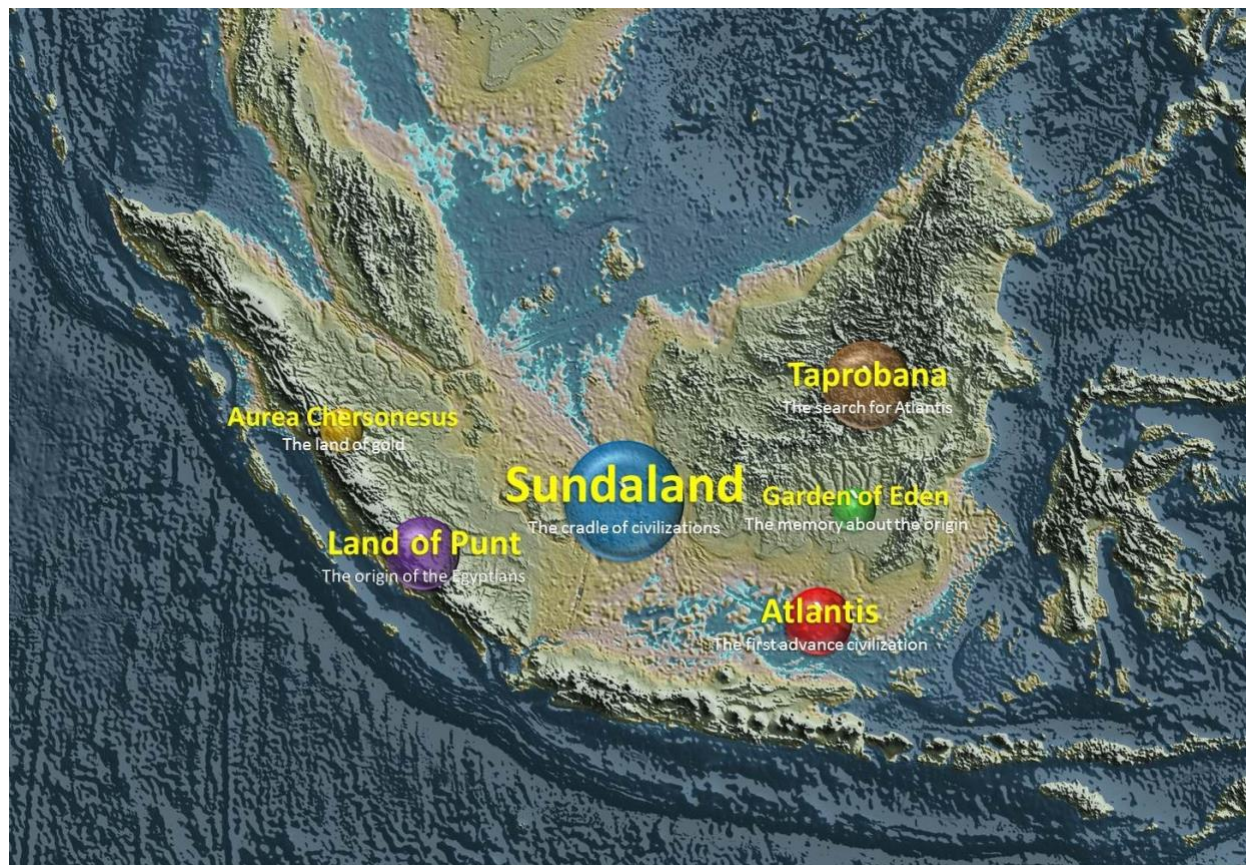 Taprobana
The search for Atlantis
Aurea Chersonesus
The land of gold
Sundaland
The cradle of civilizations
Garden of Eden
The memory about the origin
Land of Punt
The origin of the Egyptians
Atlantis
The first advance civilization